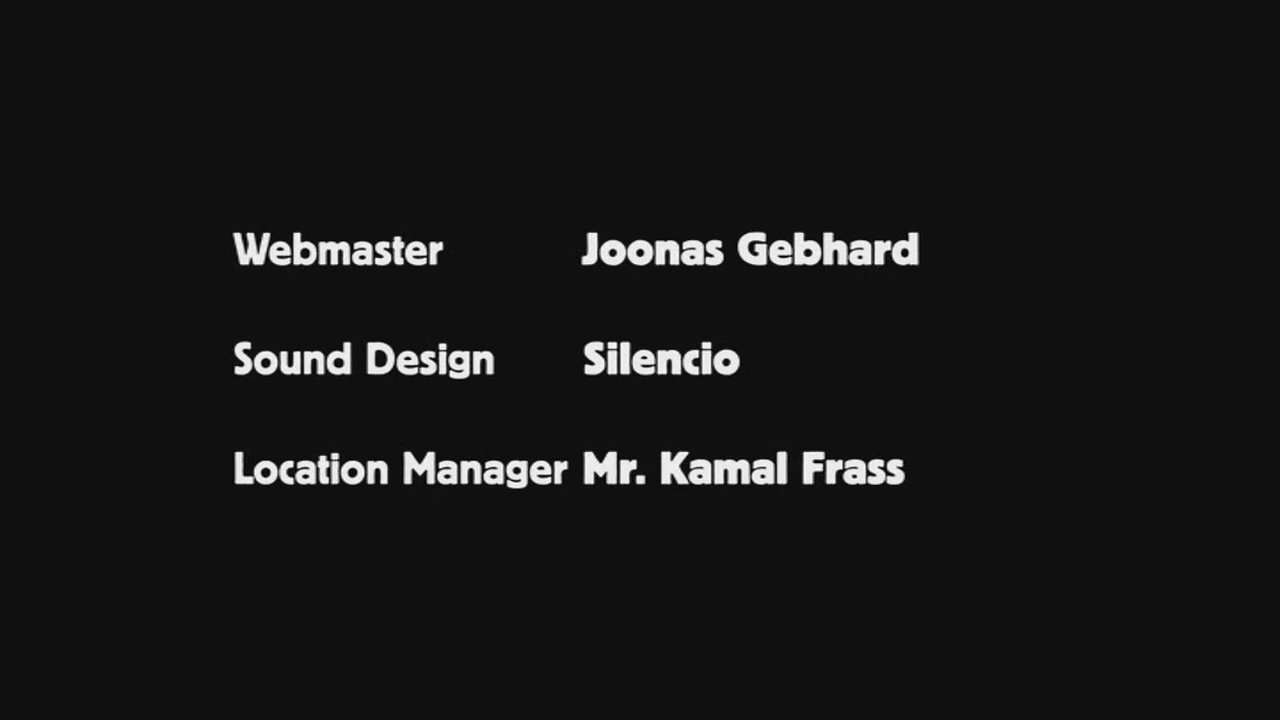 Webmaster Joonas Gebhard
Sound Design Silencio
Location Manager Mr. Kamal Frass